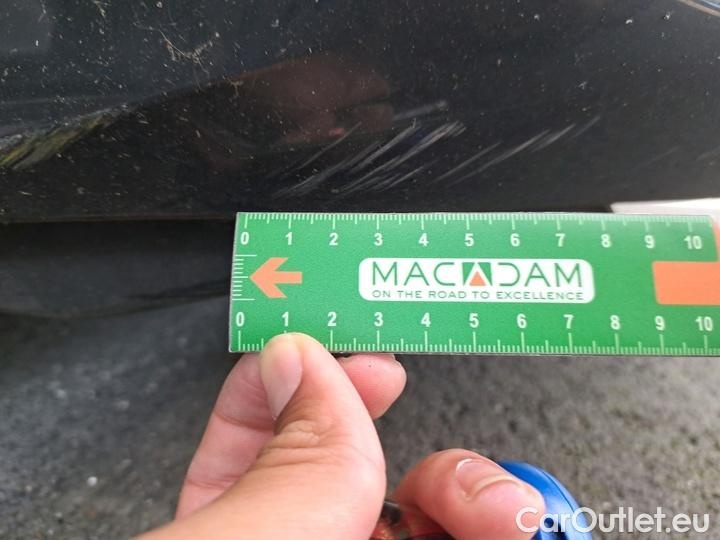 0 1 2 3 4 5 6 7 8 9 10
MACADAM
ON THE ROAD TO EXCELLENCE
0 1 2 3 4 5 6 7 8 9 10
CarOutlet.eu